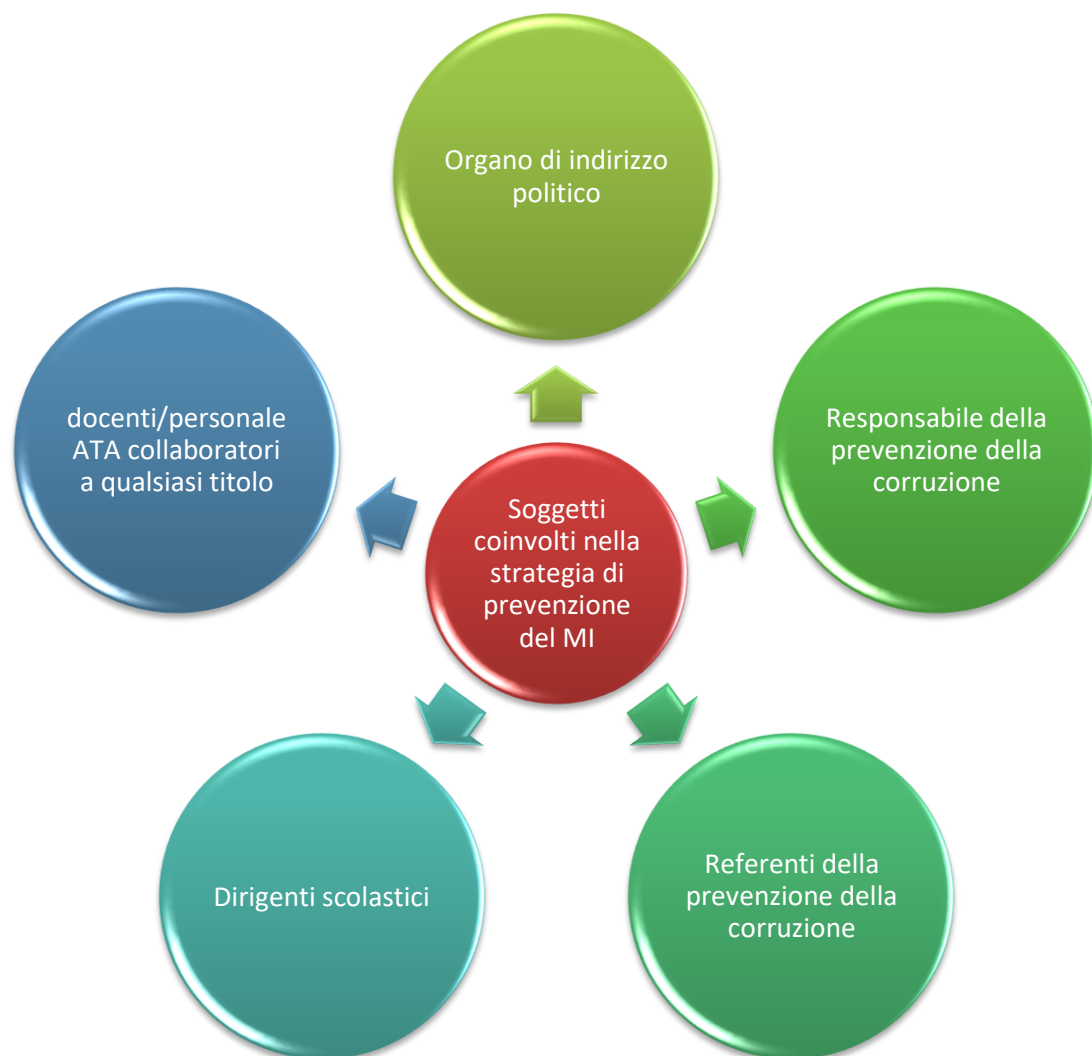 Organo di indirizzo
politico
Responsabile della
prevenzione della
corruzione
Referenti della
prevenzione della
corruzione
Dirigenti scolastici
docenti/personale
ATA collaboratori
a qualsiasi titolo
Soggetti
coinvolti nella
strategia di
prevenzione
del MI